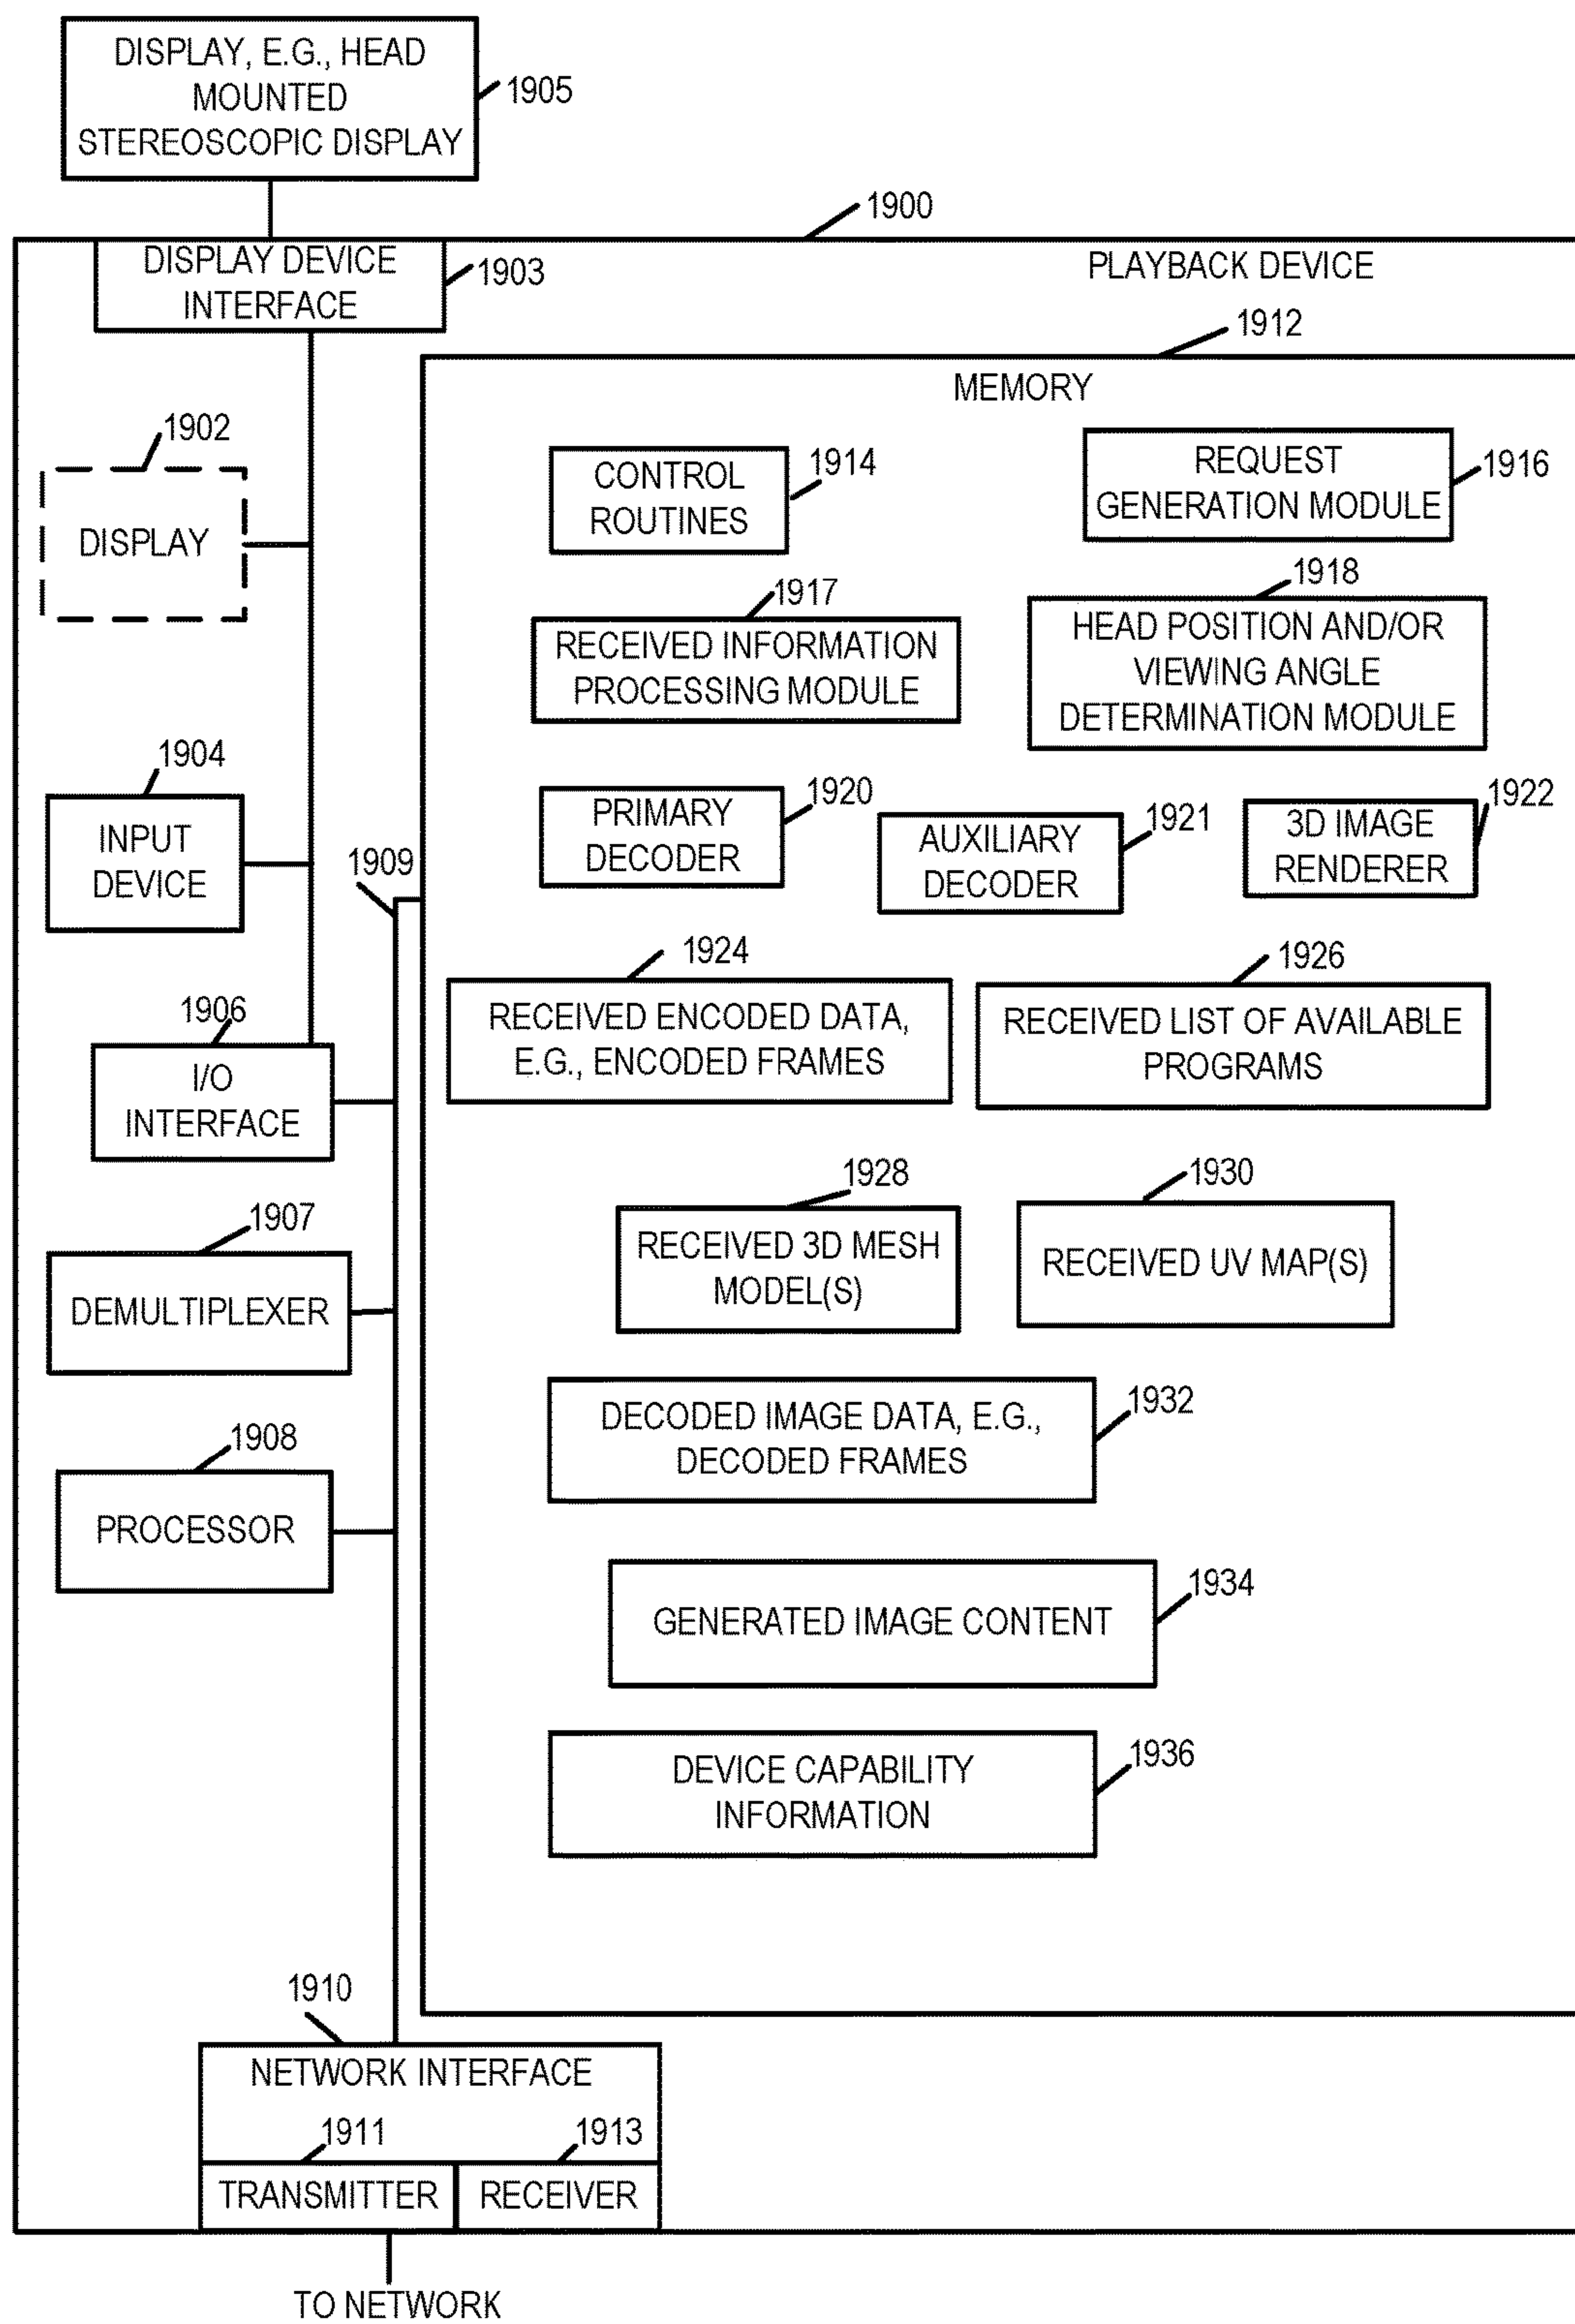 DISPLAY, E.G., HEAD
MOUNTED
STEREOSCOPIC DISPLAY
1905
1900
DISPLAY DEVICE
INTERFACE
1903
PLAYBACK DEVICE
1912
MEMORY
1902
DISPLAY
CONTROL
ROUTINES
1914
REQUEST
GENERATION MODULE
1916
1917
RECEIVED INFORMATION
PROCESSING MODULE
1918
HEAD POSITION AND/OR
VIEWING ANGLE
DETERMINATION MODULE
1904
INPUT
DEVICE
1909
PRIMARY
DECODER
1920
AUXILIARY
DECODER
1921
3D IMAGE
RENDERER
1922
1924
RECEIVED ENCODED DATA,
E.G., ENCODED FRAMES
1926
RECEIVED LIST OF AVAILABLE
PROGRAMS
1906
I/O
INTERFACE
1928
RECEIVED 3D MESH
MODEL(S)
1930
RECEIVED UV MAP(S)
1907
DEMULTIPLEXER
DECODED IMAGE DATA, E.G.,
DECODED FRAMES
1932
1908
PROCESSOR
GENERATED IMAGE CONTENT
1934
DEVICE CAPABILITY
INFORMATION
1936
1910
NETWORK INTERFACE
1911
1913
TRANSMITTER
RECEIVER
TO NETWORK